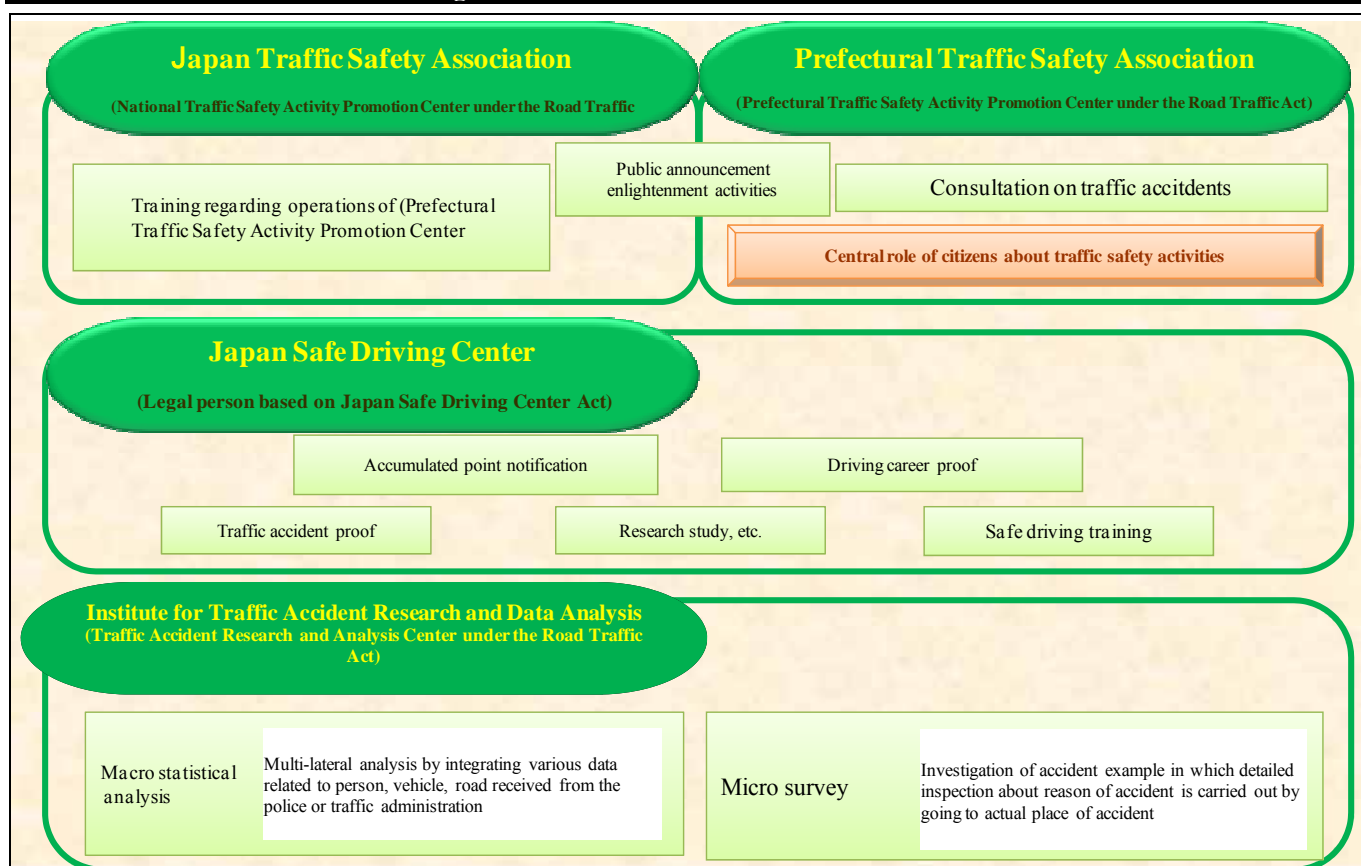 Japan Traffic Safety Association
(National Traffic Safety Activity Promotion Center under the Road Traffic
Prefectural Traffic Safety Association
(Prefectural Traffic Safety Activity Promotion Center under the Road Traffic Act)
Training regarding operations of (Prefectural
Traffic Safety Activity Promotion Center
Public announcement
enlightenment activities
Consultation on traffic accitdents
Central role of citizens about traffic safety activities
Japan Safe Driving Center
(Legal person based on Japan Safe Driving Center Act)
Accumulated point notification
Driving career proof
Traffic accident proof
Research study, etc.
Safe driving training
Institute for Traffic Accident Research and Data Analysis
(Traffic Accident Research and Analysis Center under the Road Traffic
Act)
Macro statistical
analysis
Multi-lateral analysis by integrating various data
related to person, vehicle, road received from the
police or traffic administration
Micro survey
Investigation of accident example in which detailed
inspection about reason of accident is carried out by
going to actual place of accident